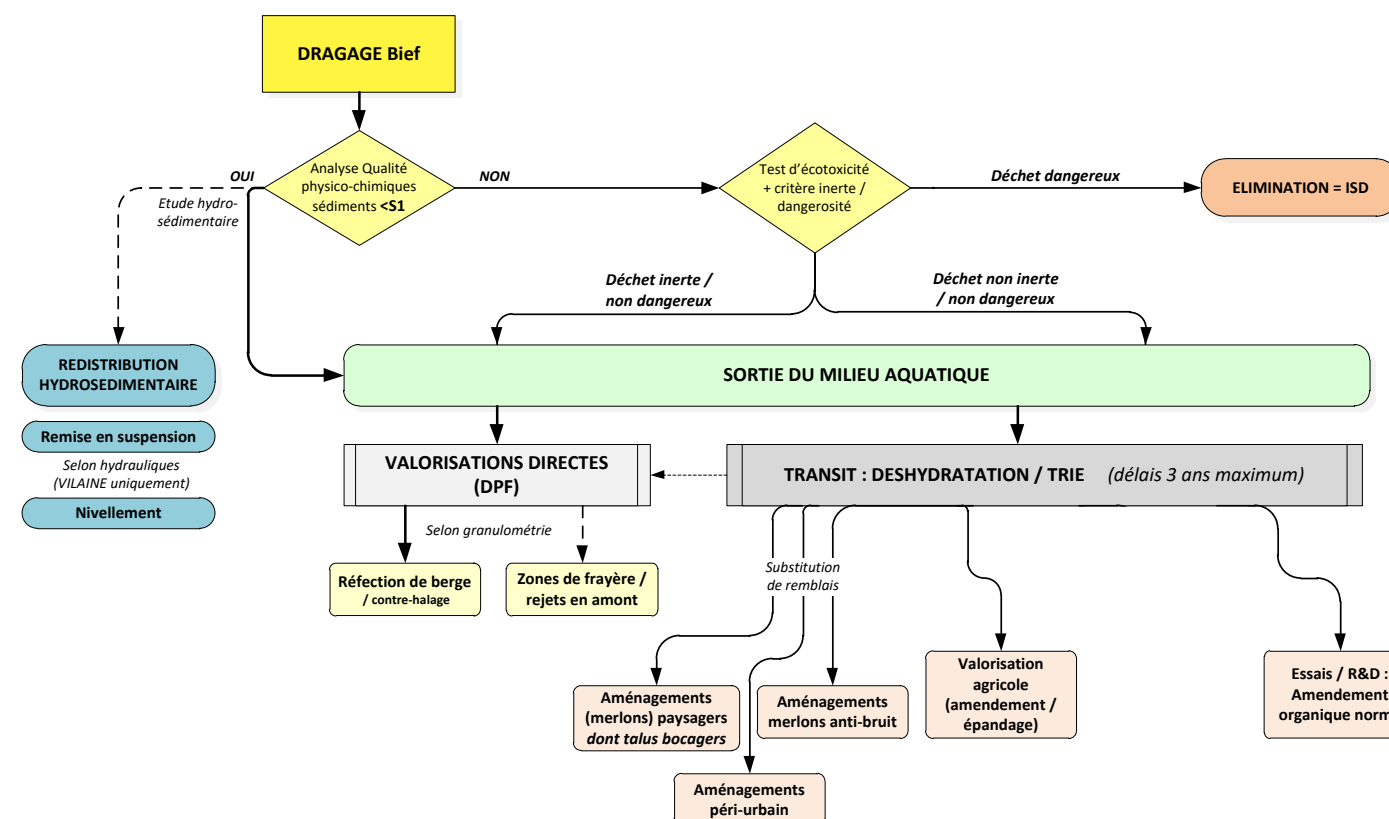 DRAGAGE Bief
Analyse Qualité
physico-chimiques
sédiments <S1
OUI
Etude hydro-
sédimentaire
NON
Test d'écotoxicité
+ critère inerte /
dangerosité
Déchet dangereux
ELIMINATION = ISD
Déchet inerte /
non dangereux
Déchet non inerte
/ non dangereux
REDISTRIBUTION
HYDROSEDIMENTAIRE
SORTIE DU MILIEU AQUATIQUE
Remise en suspension
Selon hydrauliques
(VILAINE uniquement)
Nivellement
VALORISATIONS DIRECTES
(DPF)
TRANSIT : DESHYDRATATION / TRIE (délais 3 ans maximum)
Selon granulométrie
Réfection de berge
/ contre-halage
Zones de frayère /
rejets en amont
Substitution
de remblais
Aménagements
(merlons) paysagers
dont talus bocagers
Aménagements
merlons anti-bruit
Valorisation
agricole
(amendement /
épandage)
Essais / R&D :
Amendement
organique norm
Aménagements
péri-urbain